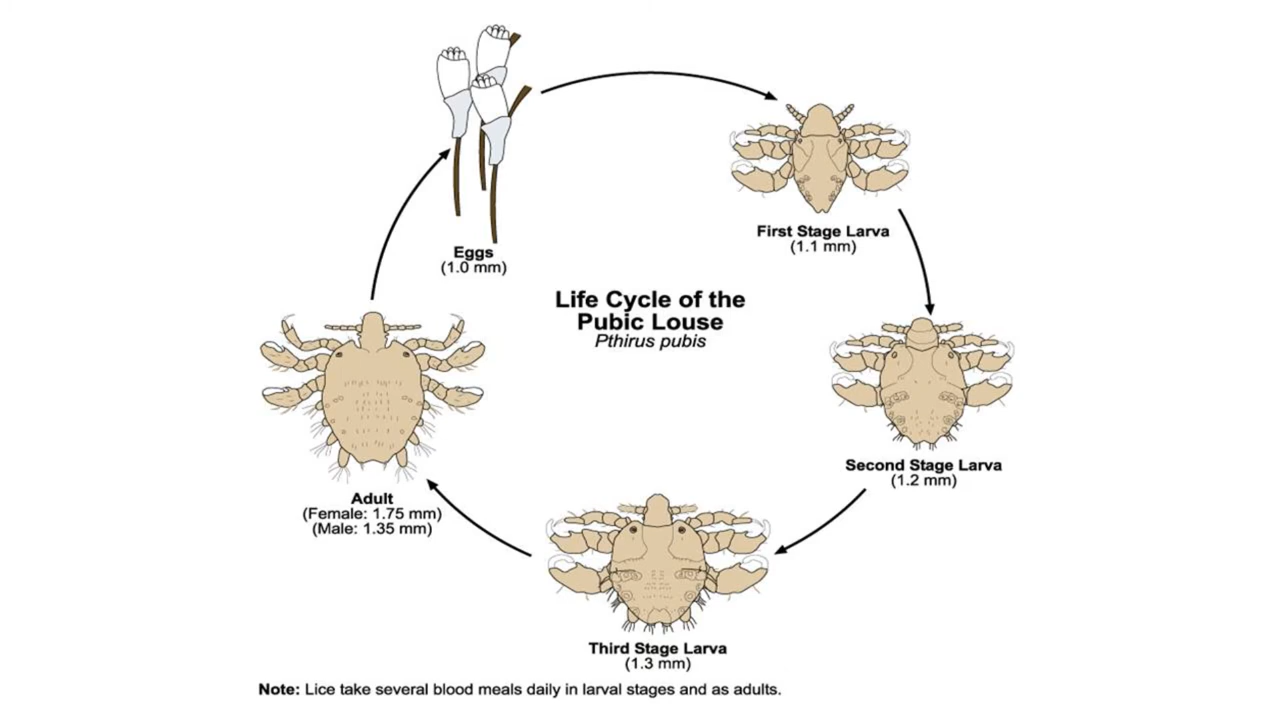 Eggs
(1.0 mm)
First Stage Larva
(1.1 mm)
Life Cycle of the
Pubic Louse
Pthirus pubis
Second Stage Larva
(1.2 mm)
Adult
(Female: 1.75 mm)
(Male: 1.35 mm)
Third Stage Larva
(1.3 mm)
Note: Lice take several blood meals daily in larval stages and as adults.